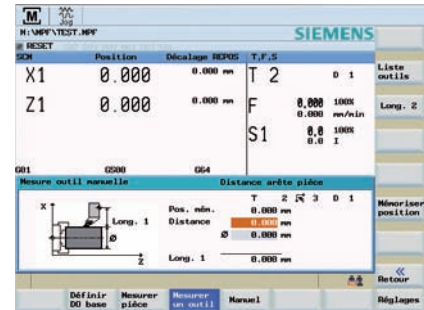 M Jog
N:\MPF\TEST.MPF SIEMENS
RESET
SCM Position Décalage REPOS T,F,S
X1 0.000 0.000 mm T 2 D 1
Z1 0.000 0.000 mm F 0.000 100%
0.000 mm/min
S1 0.0 100%
0.0 I
G01 G500 G64
Mesure outil manuelle Distance arête pièce
T 2 3 D 1
X Pos. mém. 0.000 mm
Long. 1 Distance 0.000 mm
Ø Ø 0.000 mm
Z Long. 1 0.000 mm
Liste outils
Long. 2
Mémoriser position
« Retour
Réglages
Définir DO base
Mesurer pièce
Mesurer un outil
Manuel